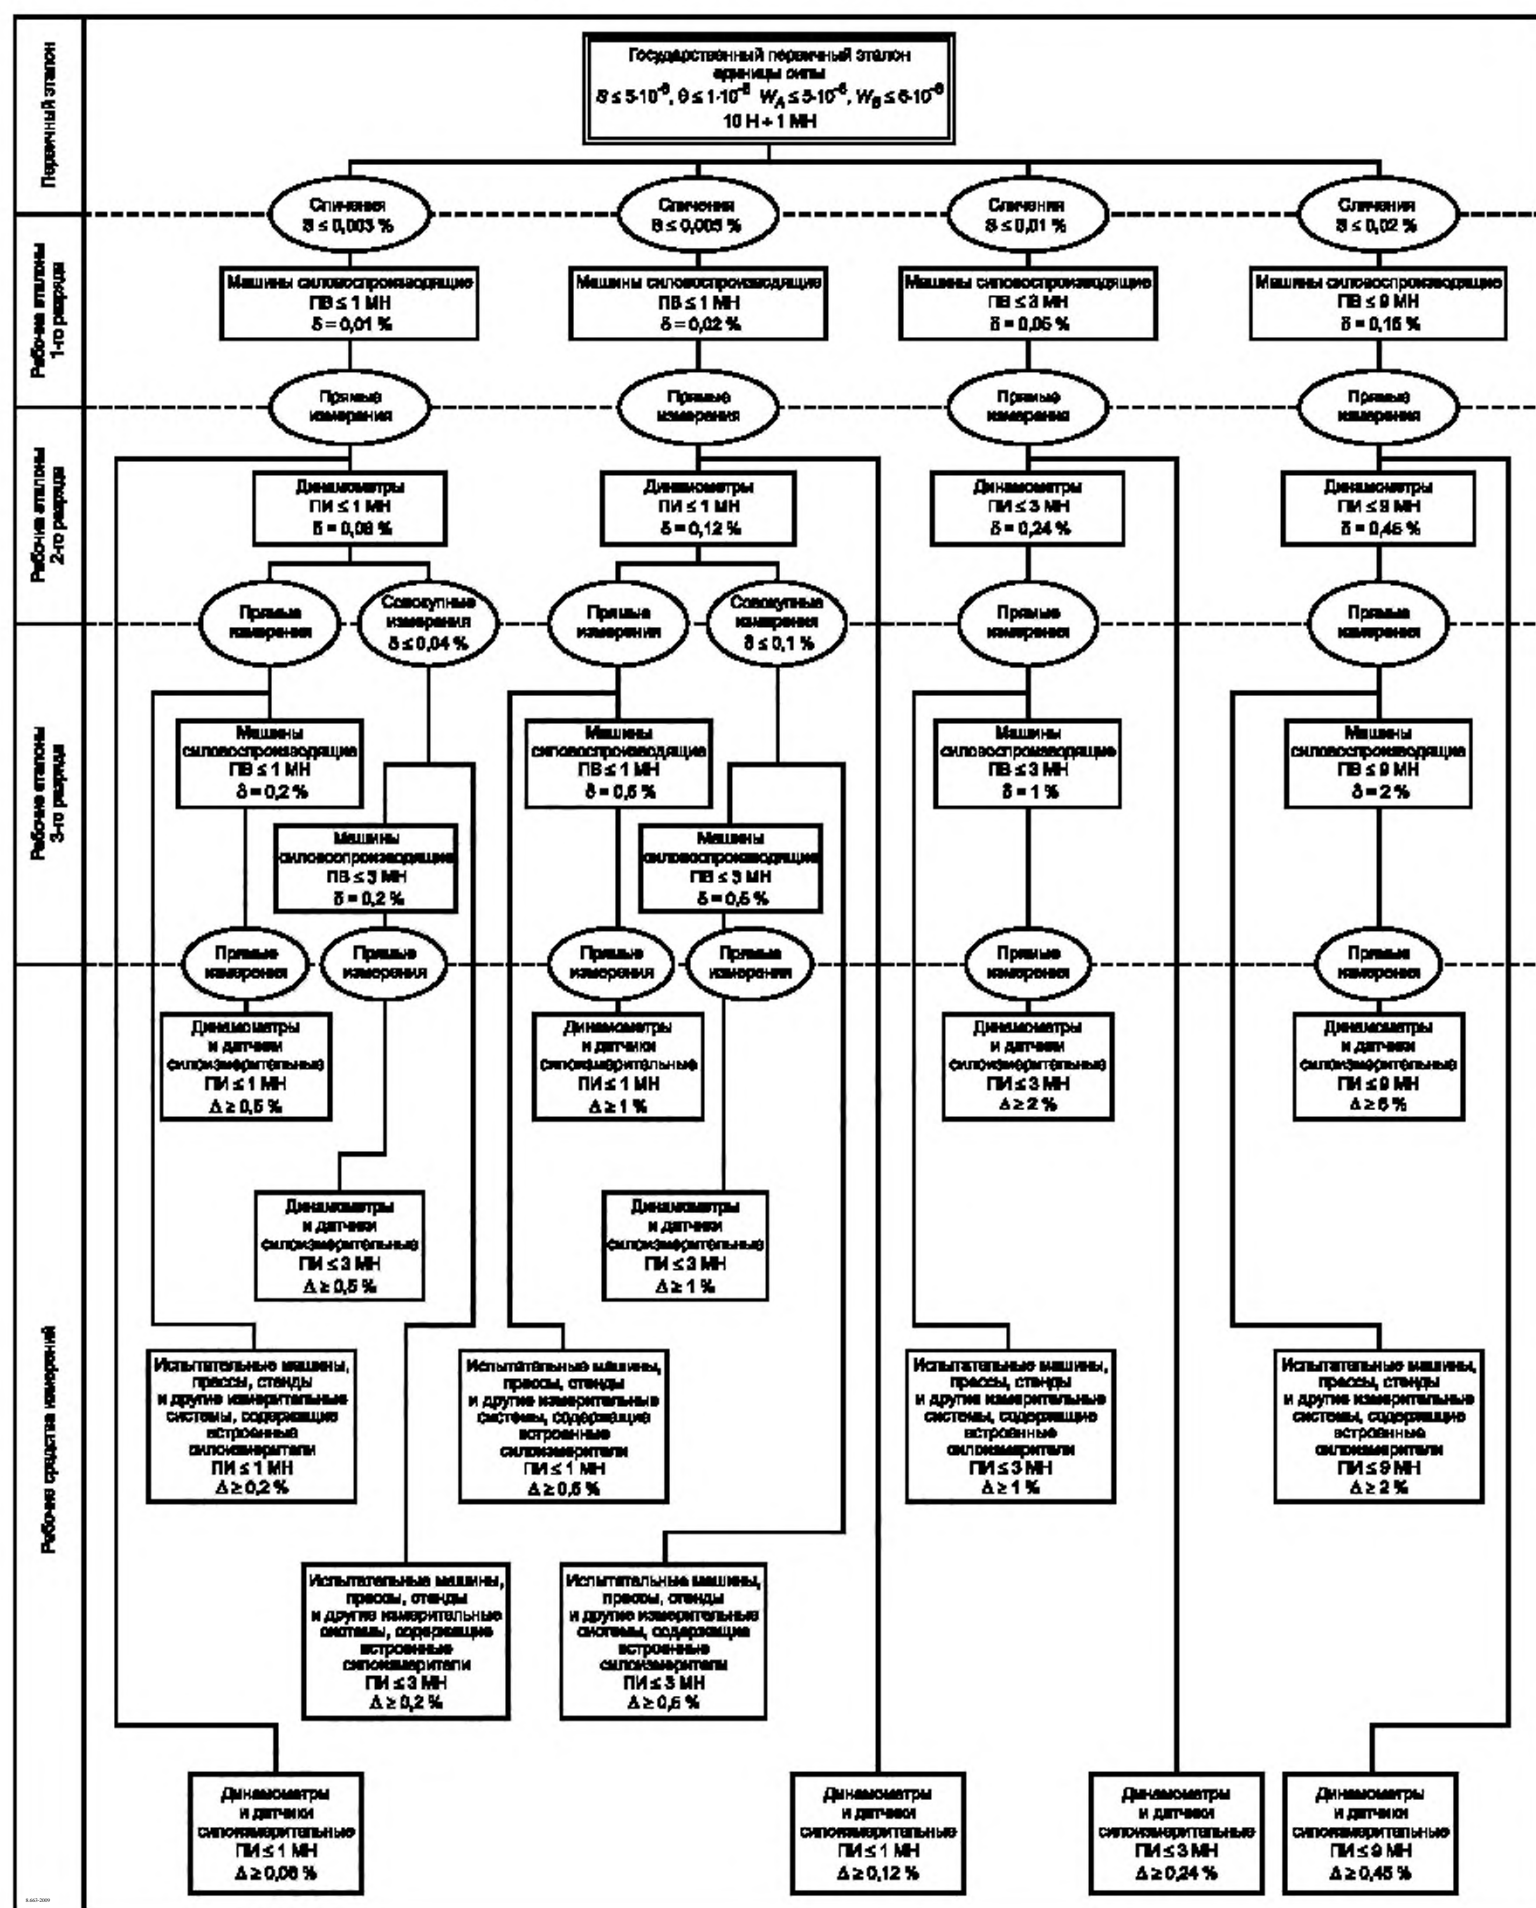 Первичный эталон
Государственный первичный эталон
единицы силы
S ≤ 5·10⁻⁶, θ ≤ 1·10⁻⁶ W_A ≤ 5·10⁻⁶, W_B ≤ 6·10⁻⁶
10 Н ÷ 1 МН
Сличения
S ≤ 0,003 %
Сличения
S ≤ 0,005 %
Сличения
S ≤ 0,01 %
Сличения
S ≤ 0,02 %
Рабочие эталоны
1-го разряда
Машины силовоспроизводящие
ПВ ≤ 1 МН
δ = 0,01 %
Машины силовоспроизводящие
ПВ ≤ 1 МН
δ = 0,02 %
Машины силовоспроизводящие
ПВ ≤ 3 МН
δ = 0,05 %
Машины силовоспроизводящие
ПВ ≤ 9 МН
δ = 0,15 %
Прямые
измерения
Прямые
измерения
Прямые
измерения
Прямые
измерения
Рабочие эталоны
2-го разряда
Динамометры
ПИ ≤ 1 МН
δ = 0,06 %
Динамометры
ПИ ≤ 1 МН
δ = 0,12 %
Динамометры
ПИ ≤ 3 МН
δ = 0,24 %
Динамометры
ПИ ≤ 9 МН
δ = 0,45 %
Прямые
измерения
Совокупные
измерения
δ ≤ 0,04 %
Прямые
измерения
Совокупные
измерения
δ ≤ 0,1 %
Прямые
измерения
Прямые
измерения
Рабочие эталоны
3-го разряда
Машины
силовоспроизводящие
ПВ ≤ 1 МН
δ = 0,2 %
Машины
силовоспроизводящие
ПВ ≤ 1 МН
δ = 0,5 %
Машины
силовоспроизводящие
ПВ ≤ 3 МН
δ = 1 %
Машины
силовоспроизводящие
ПВ ≤ 9 МН
δ = 2 %
Машины
силовоспроизводящие
ПВ ≤ 3 МН
δ = 0,2 %
Машины
силовоспроизводящие
ПВ ≤ 3 МН
δ = 0,5 %
Прямые
измерения
Прямые
измерения
Прямые
измерения
Прямые
измерения
Прямые
измерения
Прямые
измерения
Рабочие средства измерений
Динамометры
и датчики
силоизмерительные
ПИ ≤ 1 МН
Δ ≥ 0,5 %
Динамометры
и датчики
силоизмерительные
ПИ ≤ 1 МН
Δ ≥ 1 %
Динамометры
и датчики
силоизмерительные
ПИ ≤ 3 МН
Δ ≥ 2 %
Динамометры
и датчики
силоизмерительные
ПИ ≤ 9 МН
Динамометры
и датчики
силоизмерительные
ПИ ≤ 3 МН
Δ ≥ 0,5 %
Динамометры
и датчики
силоизмерительные
ПИ ≤ 3 МН
Δ ≥ 1 %
Испытательные машины,
прессы, стенды
и другие измерительные
системы, содержащие
встроенные
силоизмерители
ПИ ≤ 1 МН
Δ ≥ 0,2 %
Испытательные машины,
прессы, стенды
и другие измерительные
системы, содержащие
встроенные
силоизмерители
ПИ ≤ 1 МН
Δ ≥ 0,5 %
Испытательные машины,
прессы, стенды
и другие измерительные
системы, содержащие
встроенные
силоизмерители
ПИ ≤ 3 МН
Δ ≥ 1 %
Испытательные машины,
прессы, стенды
и другие измерительные
системы, содержащие
встроенные
силоизмерители
ПИ ≤ 9 МН
Δ ≥ 2 %
Испытательные машины,
прессы, стенды
и другие измерительные
системы, содержащие
встроенные
силоизмерители
ПИ ≤ 3 МН
Δ ≥ 0,2 %
Испытательные машины,
прессы, стенды
и другие измерительные
системы, содержащие
встроенные
силоизмерители
ПИ ≤ 3 МН
Δ ≥ 0,5 %
Динамометры
и датчики
силоизмерительные
ПИ ≤ 1 МН
Δ ≥ 0,06 %
Динамометры
и датчики
силоизмерительные
ПИ ≤ 1 МН
Δ ≥ 0,12 %
Динамометры
и датчики
силоизмерительные
ПИ ≤ 3 МН
Δ ≥ 0,24 %
Динамометры
и датчики
силоизмерительные
ПИ ≤ 9 МН
Δ ≥ 0,45 %
8.663-2009